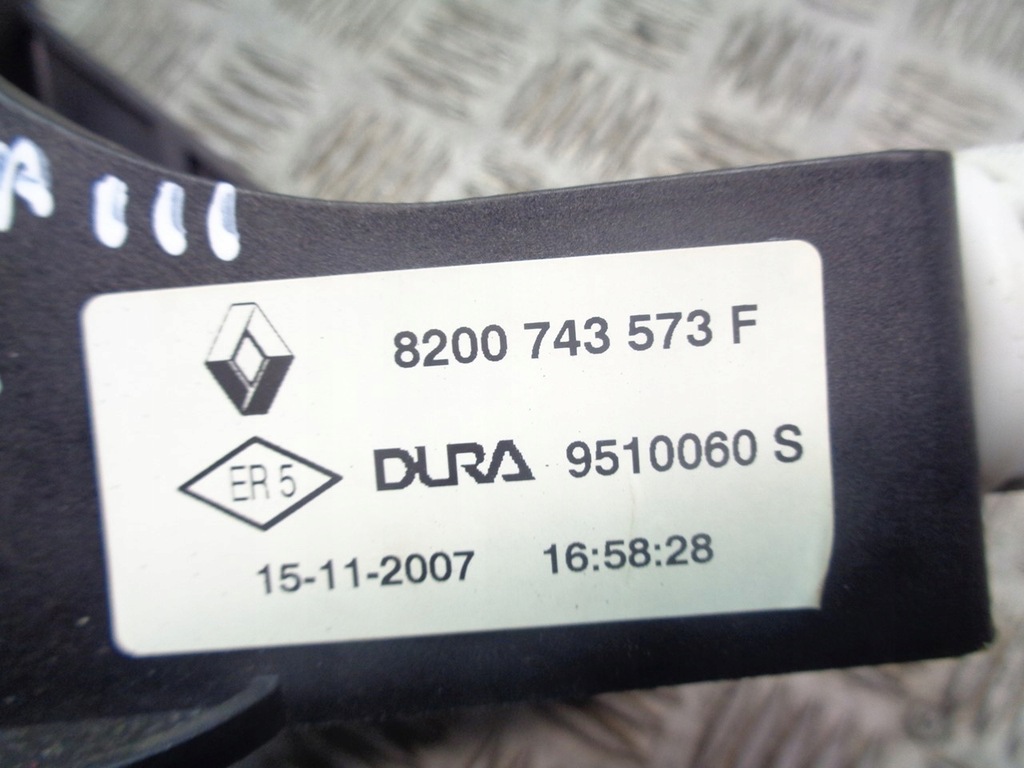 8200 743 573 F
ER 5 DURA 9510060 S
15-11-2007 16:58:28